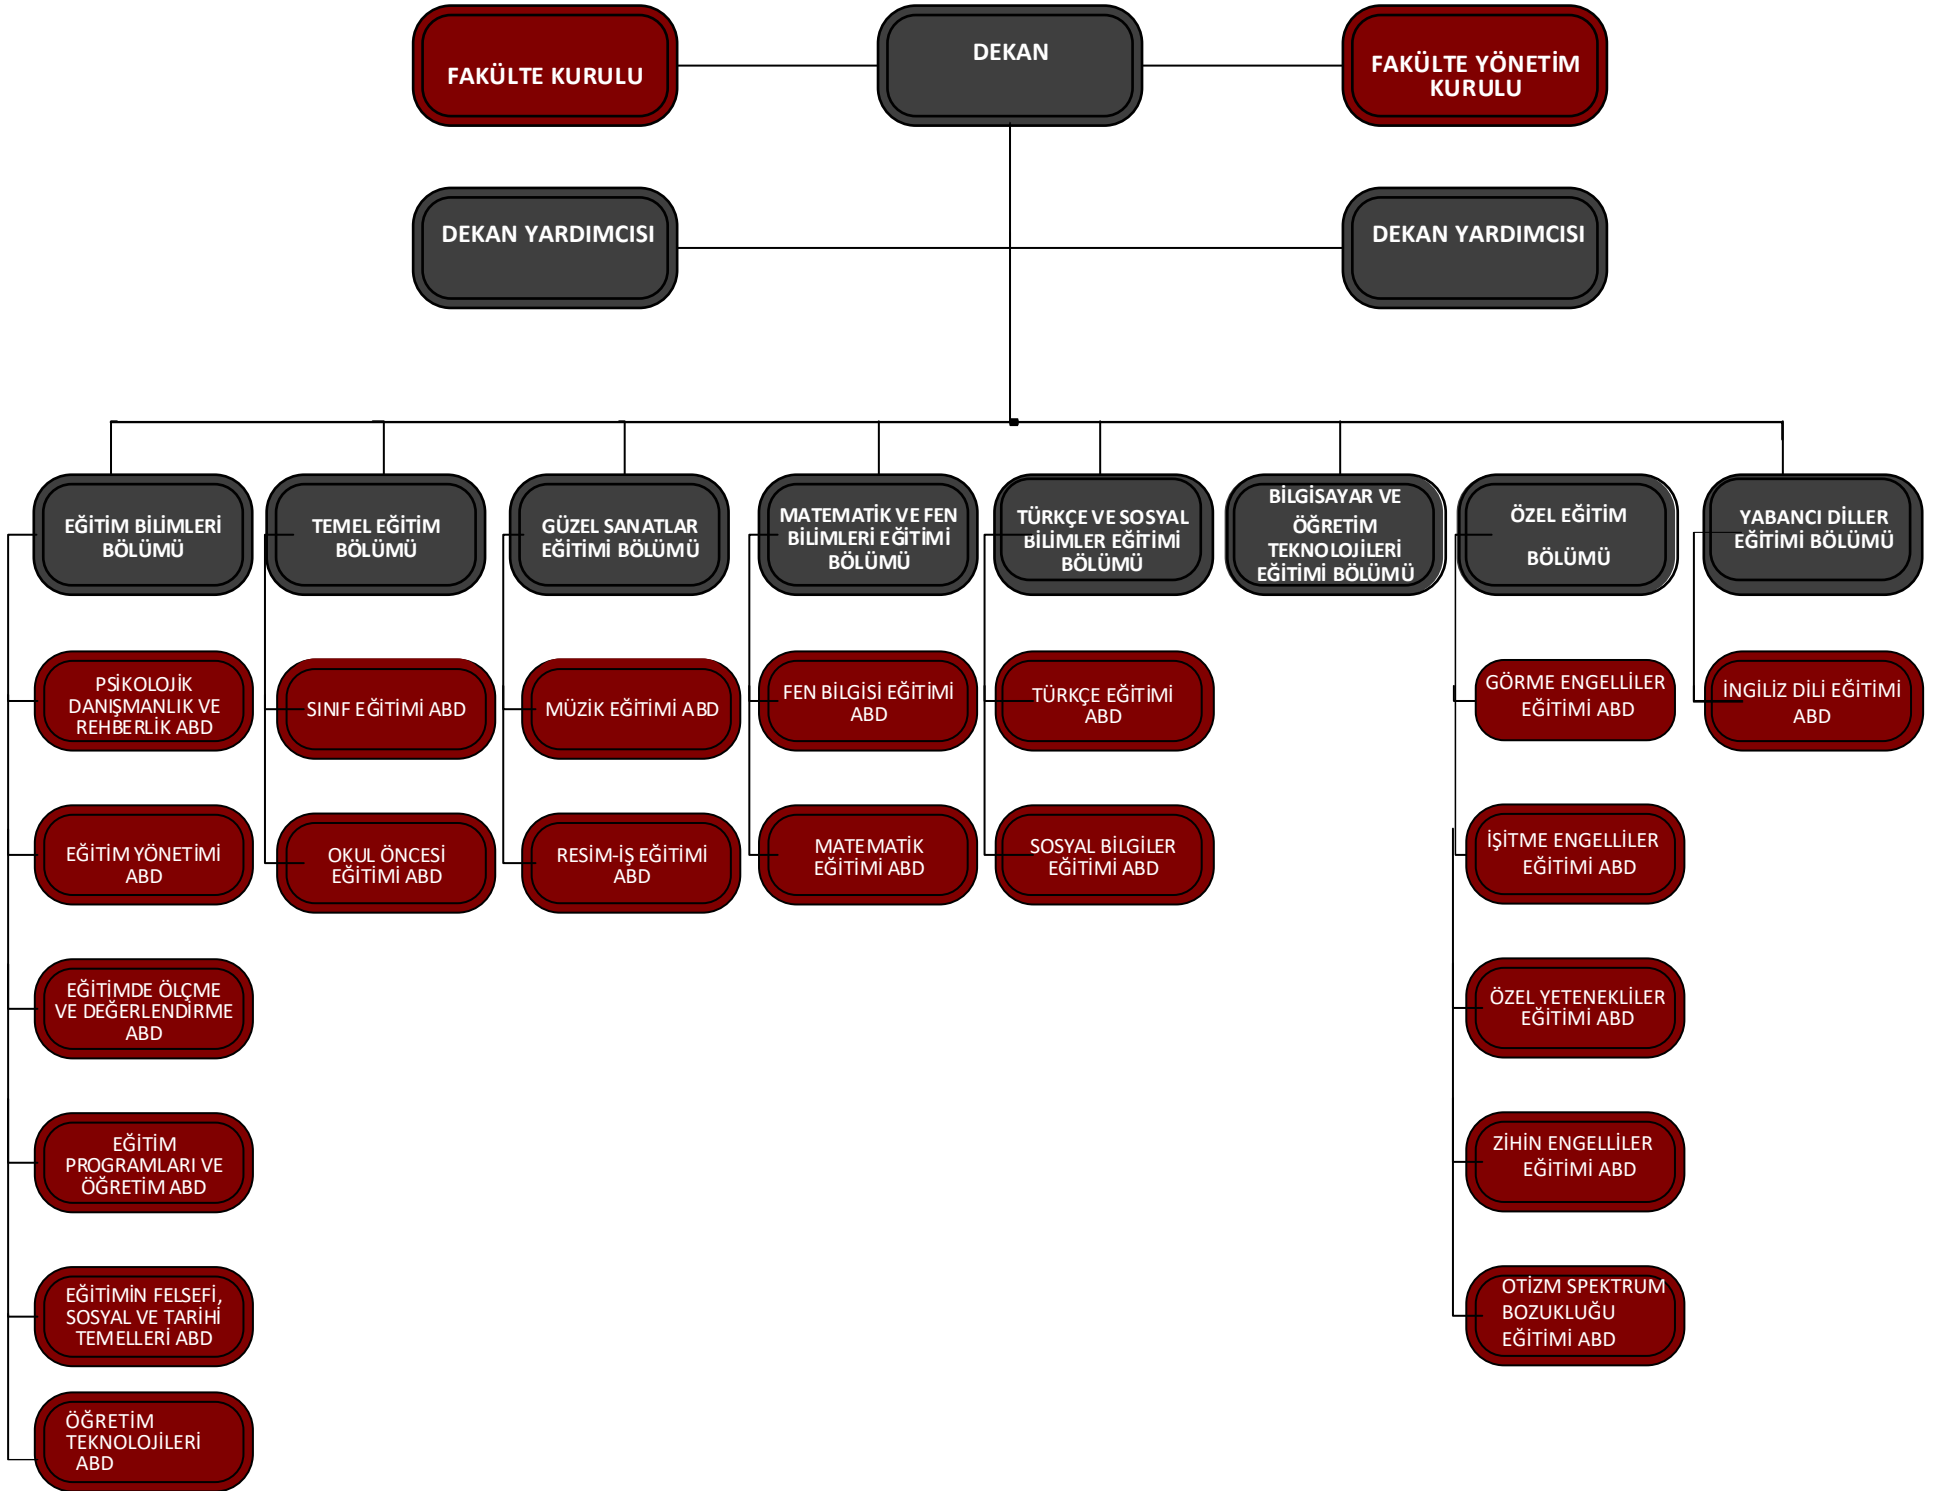 FAKÜLTE KURULU
DEKAN
FAKÜLTE YÖNETİM
KURULU
DEKAN YARDIMCISI
DEKAN YARDIMCISI
EĞİTİM BİLİMLERİ
BÖLÜMÜ
TEMEL EĞİTİM
BÖLÜMÜ
GÜZEL SANATLAR
EĞİTİMİ BÖLÜMÜ
MATEMATİK VE FEN
BİLİMLERİ EĞİTİMİ
BÖLÜMÜ
TÜRKÇE VE SOSYAL
BİLİMLER EĞİTİMİ
BÖLÜMÜ
BİLGİSAYAR VE
ÖĞRETİM
TEKNOLOJİLERİ
EĞİTİMİ BÖLÜMÜ
ÖZEL EĞİTİM
BÖLÜMÜ
YABANCI DİLLER
EĞİTİMİ BÖLÜMÜ
PSİKOLOJİK
DANIŞMANLIK VE
REHBERLİK ABD
SINIF EĞİTİMİ ABD
MÜZİK EĞİTİMİ ABD
FEN BİLGİSİ EĞİTİMİ
ABD
TÜRKÇE EĞİTİMİ
ABD
GÖRME ENGELLİLER
EĞİTİMİ ABD
İNGİLİZ DİLİ EĞİTİMİ
ABD
EĞİTİM YÖNETİMİ
ABD
OKUL ÖNCESİ
EĞİTİMİ ABD
RESİM-İŞ EĞİTİMİ
ABD
MATEMATİK
EĞİTİMİ ABD
SOSYAL BİLGİLER
EĞİTİMİ ABD
İŞİTME ENGELLİLER
EĞİTİMİ ABD
EĞİTİMDE ÖLÇME
VE DEĞERLENDİRME
ABD
ÖZEL YETENEKLİLER
EĞİTİMİ ABD
EĞİTİM
PROGRAMLARI VE
ÖĞRETİM ABD
ZİHİN ENGELLİLER
EĞİTİMİ ABD
EĞİTİMİN FELSEFİ,
SOSYAL VE TARİHİ
TEMELLERİ ABD
OTİZM SPEKTRUM
BOZUKLUĞU
EĞİTİMİ ABD
ÖĞRETİM
TEKNOLOJİLERİ
ABD